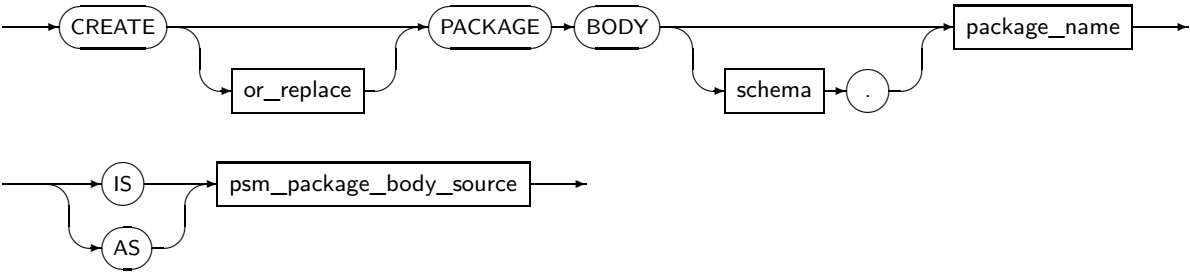 CREATE PACKAGE BODY package_name
or_replace schema .
IS psm_package_body_source
AS